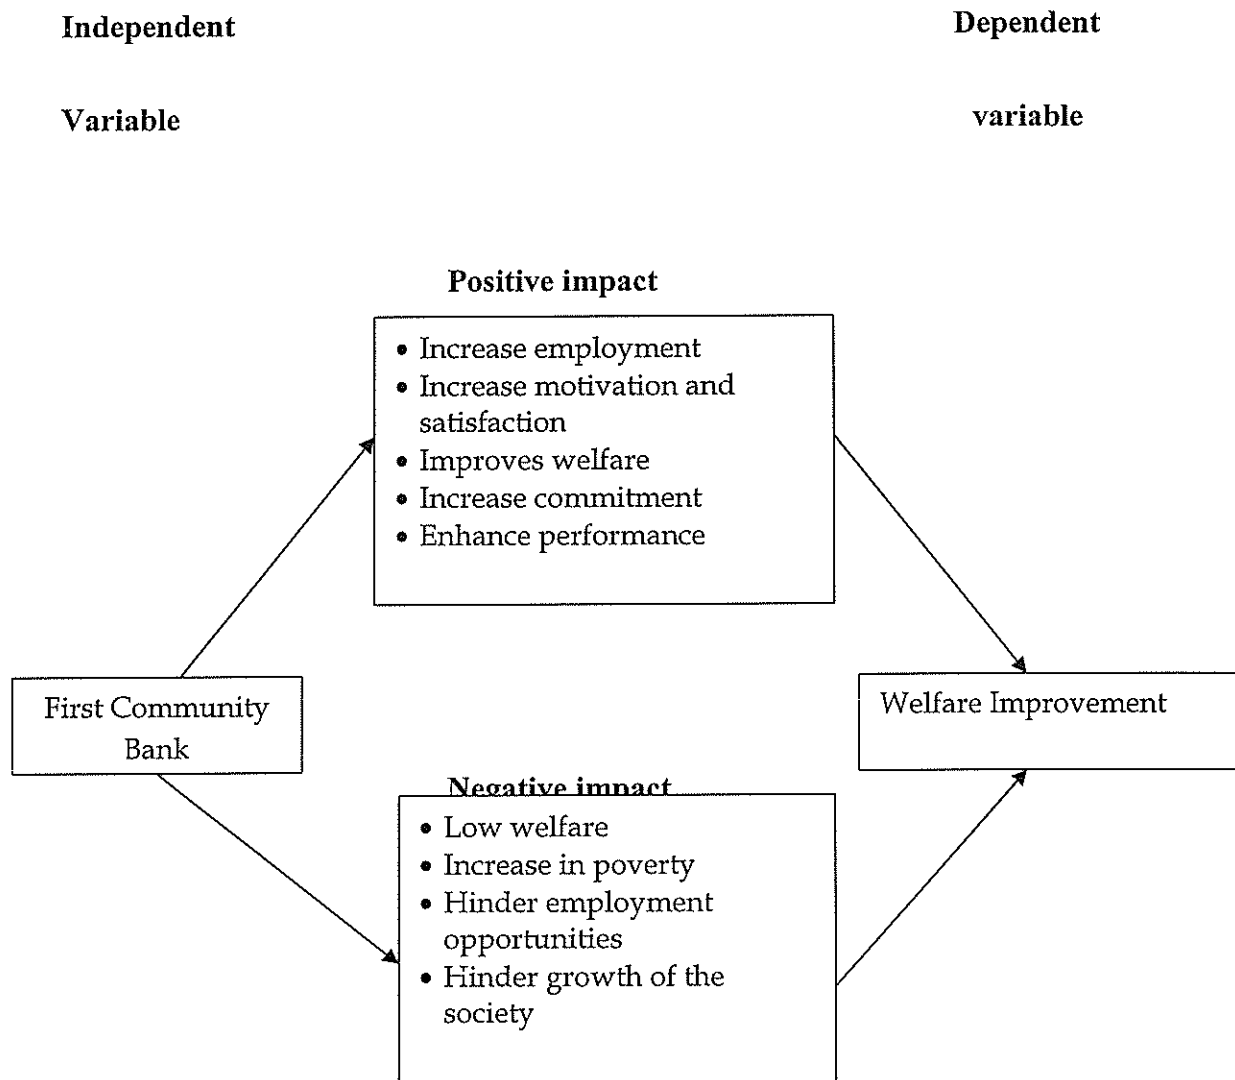 Independent
Variable
Dependent
variable
Positive impact
• Increase employment
• Increase motivation and
satisfaction
• Improves welfare
• Increase commitment
• Enhance performance
First Community
Bank
Welfare Improvement
Negative impact
• Low welfare
• Increase in poverty
• Hinder employment
opportunities
• Hinder growth of the
society